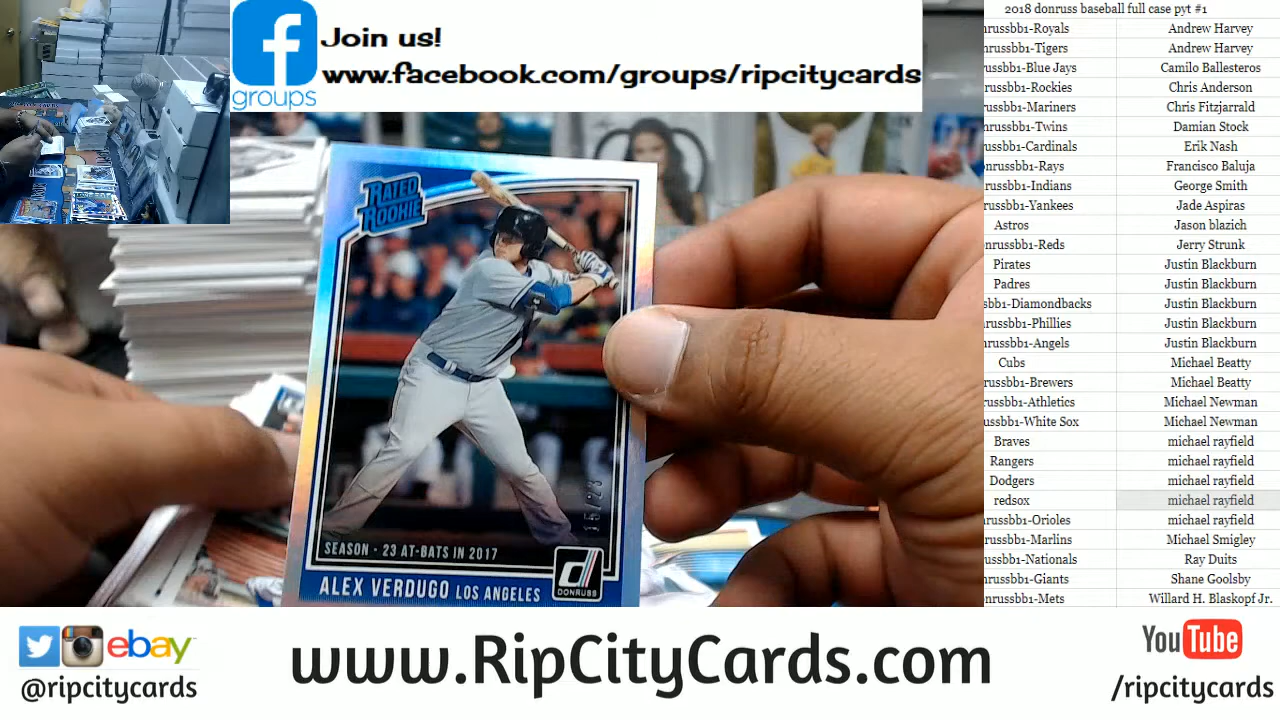 Join us!
www.facebook.com/groups/ripcitycards
f
groups
2018 donruss baseball full case pyt #1
nrussbb1-Royals Andrew Harvey
nrussbb1-Tigers Andrew Harvey
russbb1-Blue Jays Camilo Ballesteros
russbb1-Rockies Chris Anderson
russbb1-Mariners Chris Fitzjarrald
nrussbb1-Twins Damian Stock
russbb1-Cardinals Erik Nash
nrussbb1-Rays Francisco Baluja
russbb1-Indians George Smith
russbb1-Yankees Jade Aspiras
Astros Jason blazich
onrussbb1-Reds Jerry Strunk
Pirates Justin Blackburn
Padres Justin Blackburn
sbb1-Diamondbacks Justin Blackburn
russbb1-Phillies Justin Blackburn
nrussbb1-Angels Justin Blackburn
Cubs Michael Beatty
russbb1-Brewers Michael Beatty
russbb1-Athletics Michael Newman
ussbb1-White Sox Michael Newman
Braves michael rayfield
Rangers michael rayfield
Dodgers michael rayfield
redsox michael rayfield
russbb1-Orioles michael rayfield
russbb1-Marlins Michael Smigley
russbb1-Nationals Ray Duits
nrussbb1-Giants Shane Goolsby
nrussbb1-Mets Willard H. Blaskopf Jr.
RATED
ROOKIE
15/23
SEASON - 23 AT-BATS IN 2017
ALEX VERDUGO LOS ANGELES
DONRUSS
ebay
@ripcitycards
www.RipCityCards.com
YouTube
/ripcitycards